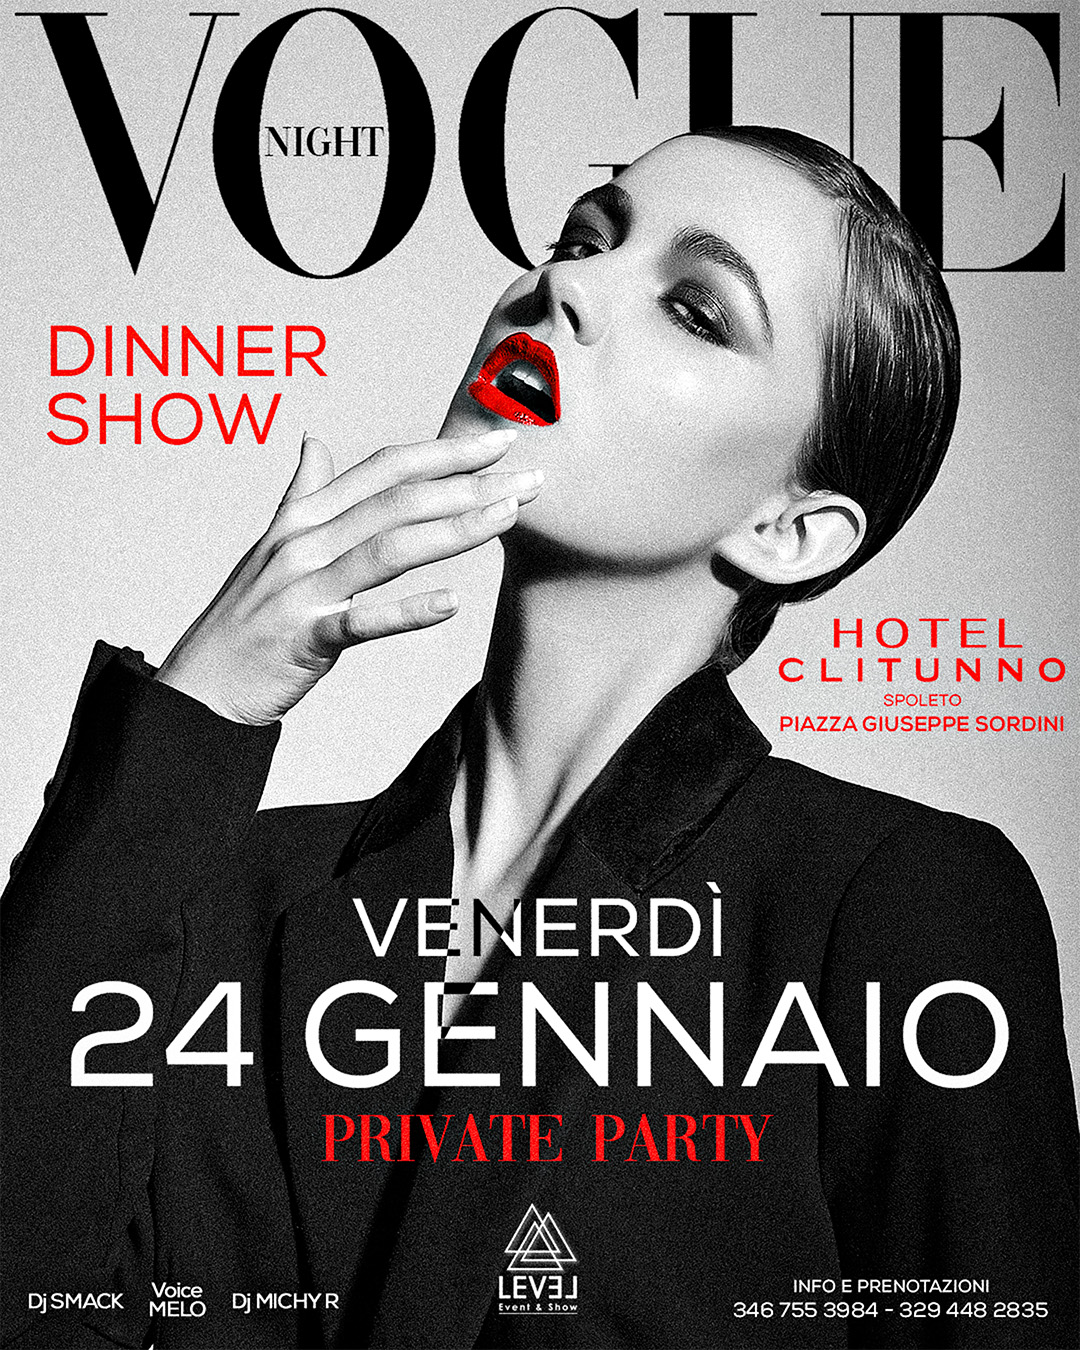 VOGUE
NIGHT
DINNER
SHOW
HOTEL
CLITUNNO
SPOLETO
PIAZZA GIUSEPPE SORDINI
VENERDÌ
24 GENNAIO
PRIVATE PARTY
LEVEL
Event & Show
Dj SMACK
Voice
MELO
Dj MICHY R
INFO E PRENOTAZIONI
346 755 3984 - 329 448 2835